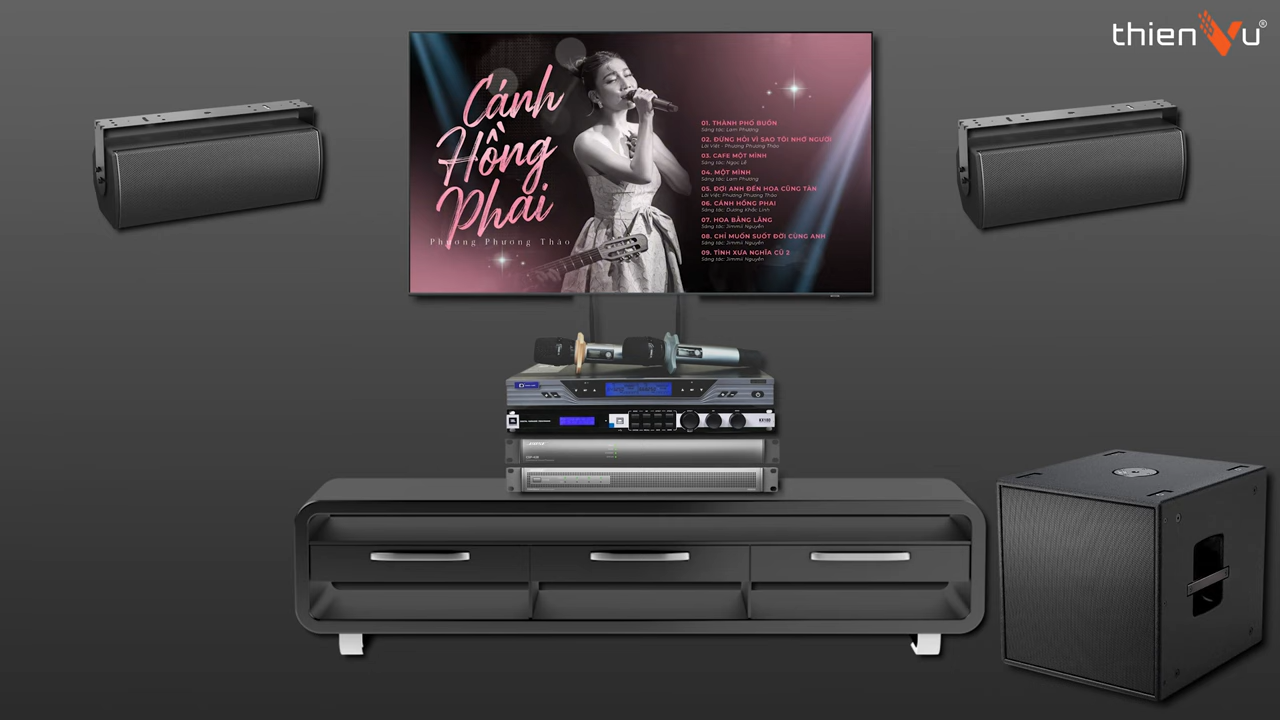 thienVu®
Cánh
Hồng
Phai
Phương Phương Thảo
01. THÀNH PHỐ BUỒN
Sáng tác: Lam Phương
02. ĐỪNG HỎI VÌ SAO TÔI NHỚ NGƯỜI
Lời Việt - Phương Phương Thảo
03. CAFE MỘT MÌNH
Sáng tác: Ngọc Lễ
04. MỘT MÌNH
Sáng tác: Lam Phương
05. ĐỢI ANH ĐẾN HOA CŨNG TÀN
Lời Việt: Phương Phương Thảo
06. CÁNH HỒNG PHAI
Sáng tác: Dương Khắc Linh
07. HOA BẰNG LĂNG
Sáng tác: Jimmii Nguyễn
08. CHỈ MUỐN SUỐT ĐỜI CÙNG ANH
Sáng tác: Jimmii Nguyễn
09. TÌNH XƯA NGHĨA CŨ 2
Sáng tác: Jimmii Nguyễn
JBL
KX180
BOSE